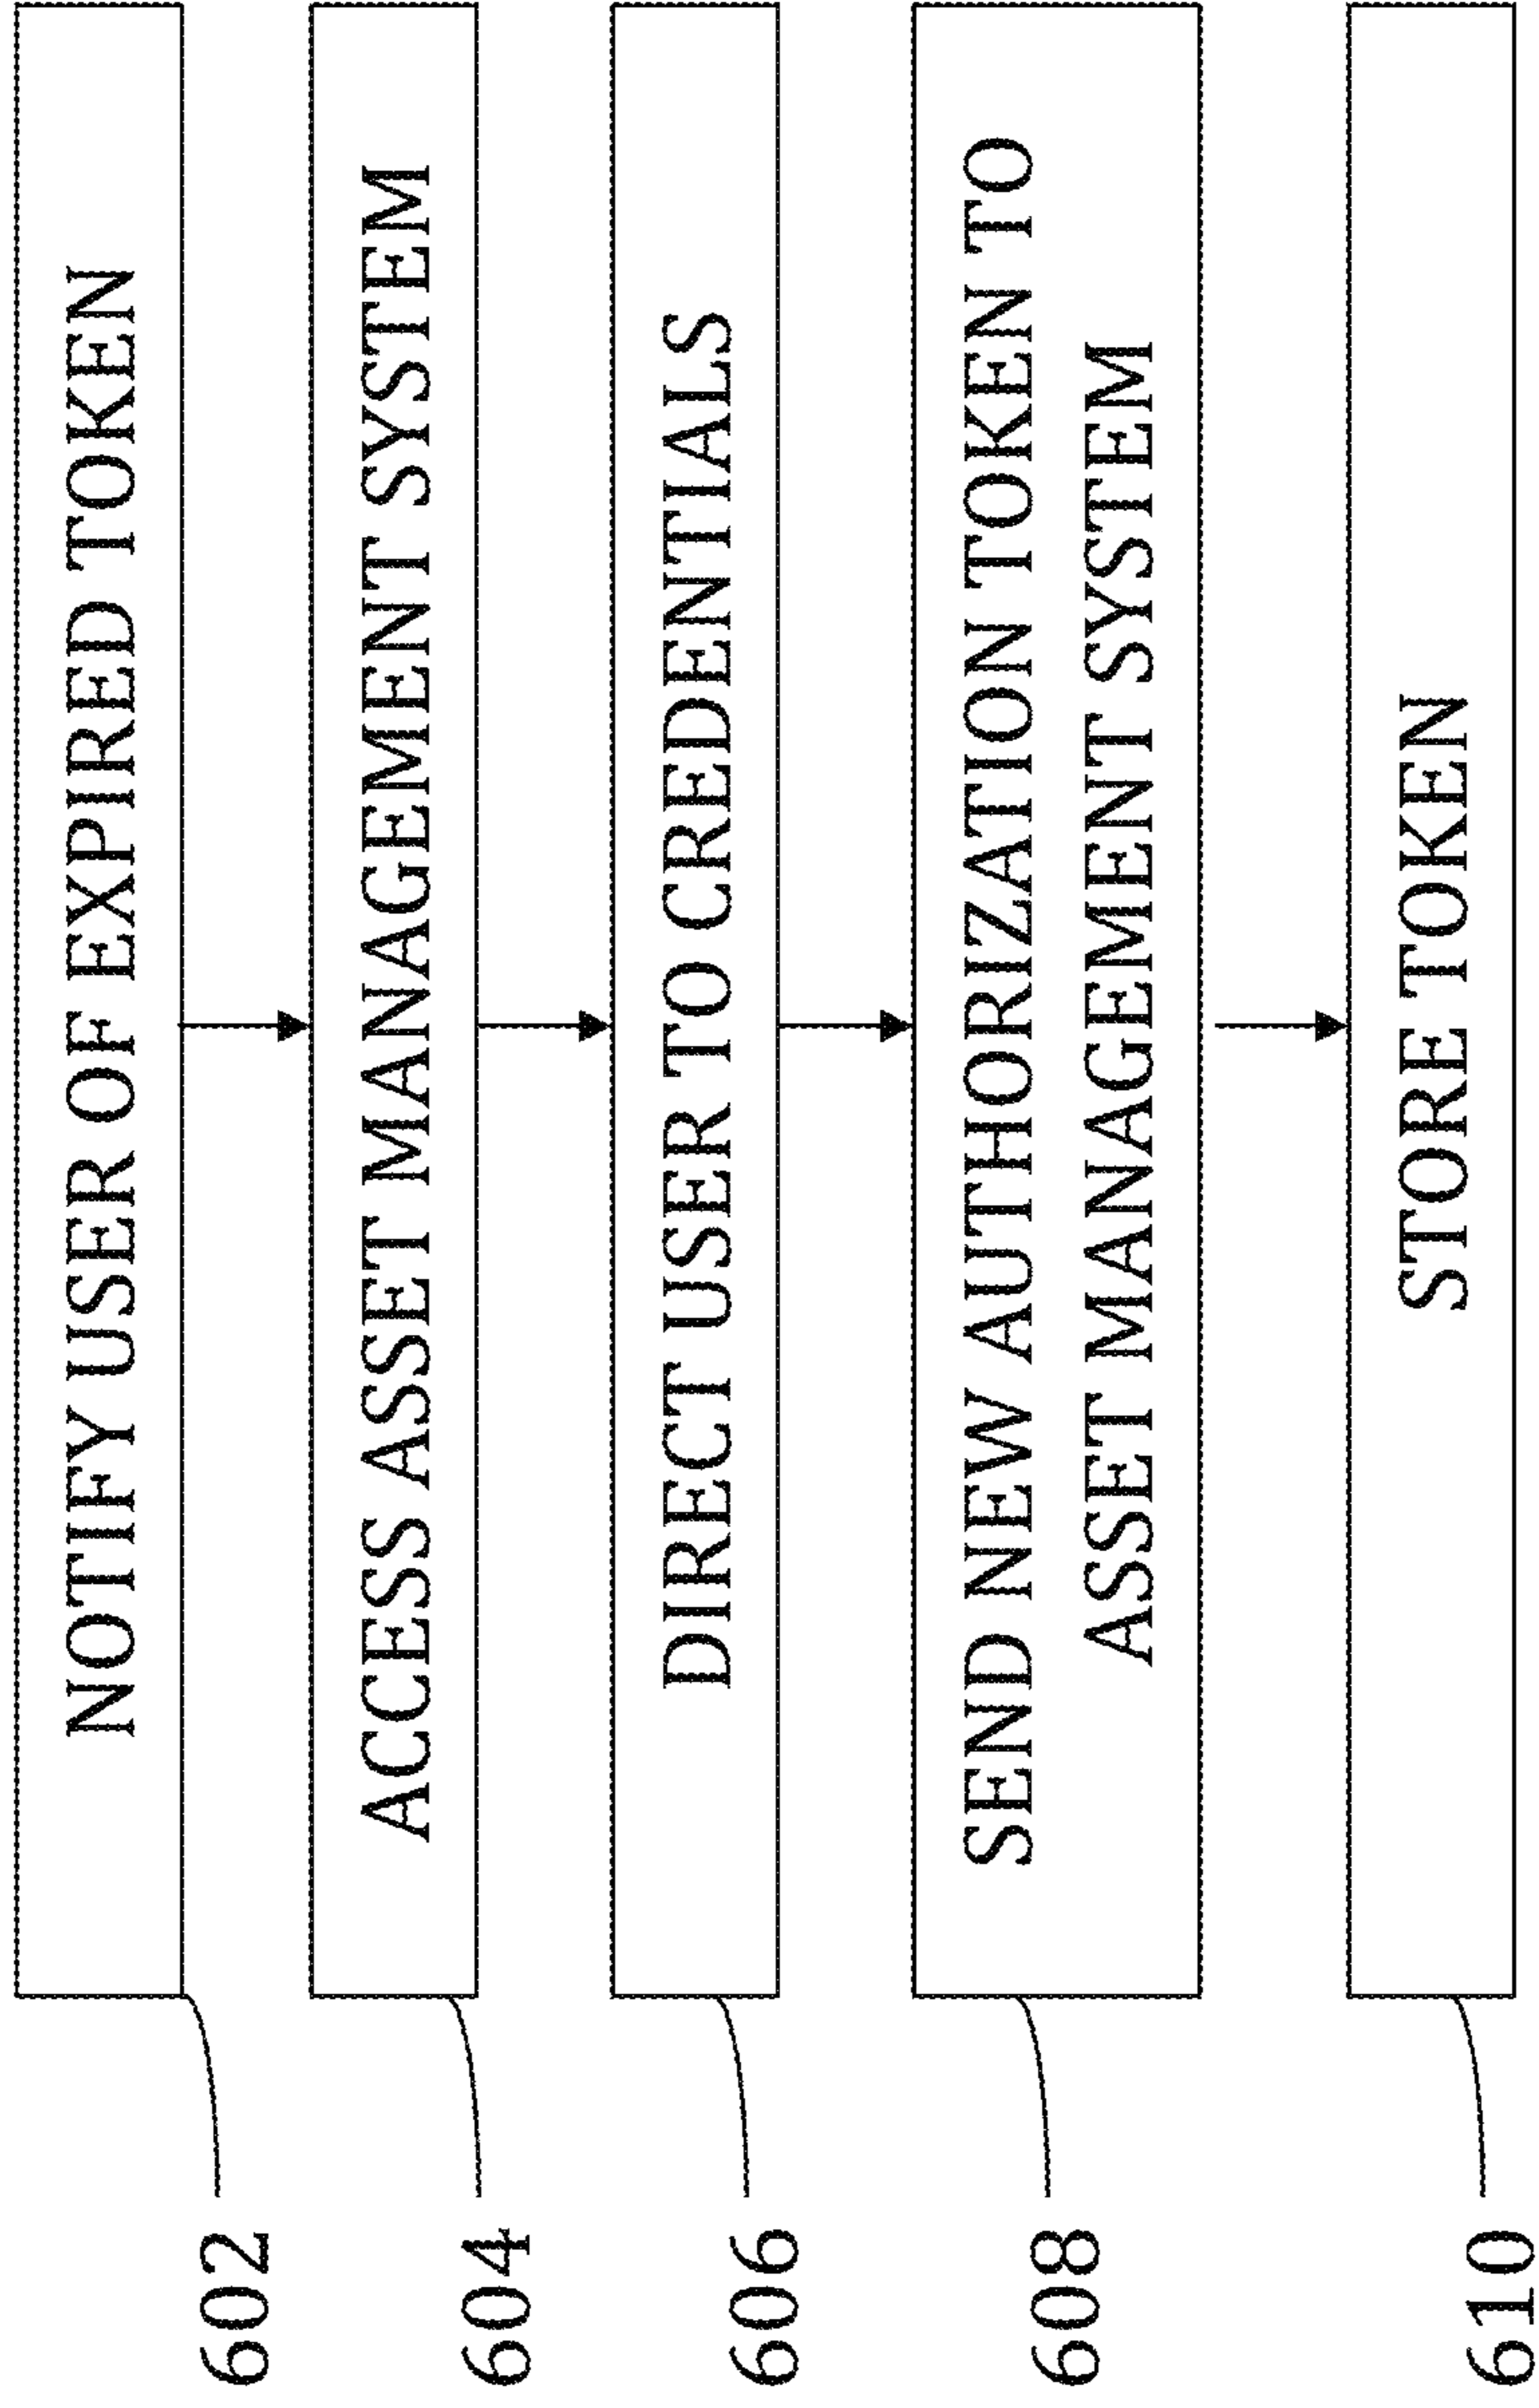 602
NOTIFY USER OF EXPIRED TOKEN
604
ACCESS ASSET MANAGEMENT SYSTEM
606
DIRECT USER TO CREDENTIALS
608
SEND NEW AUTHORIZATION TOKEN TO
ASSET MANAGEMENT SYSTEM
610
STORE TOKEN